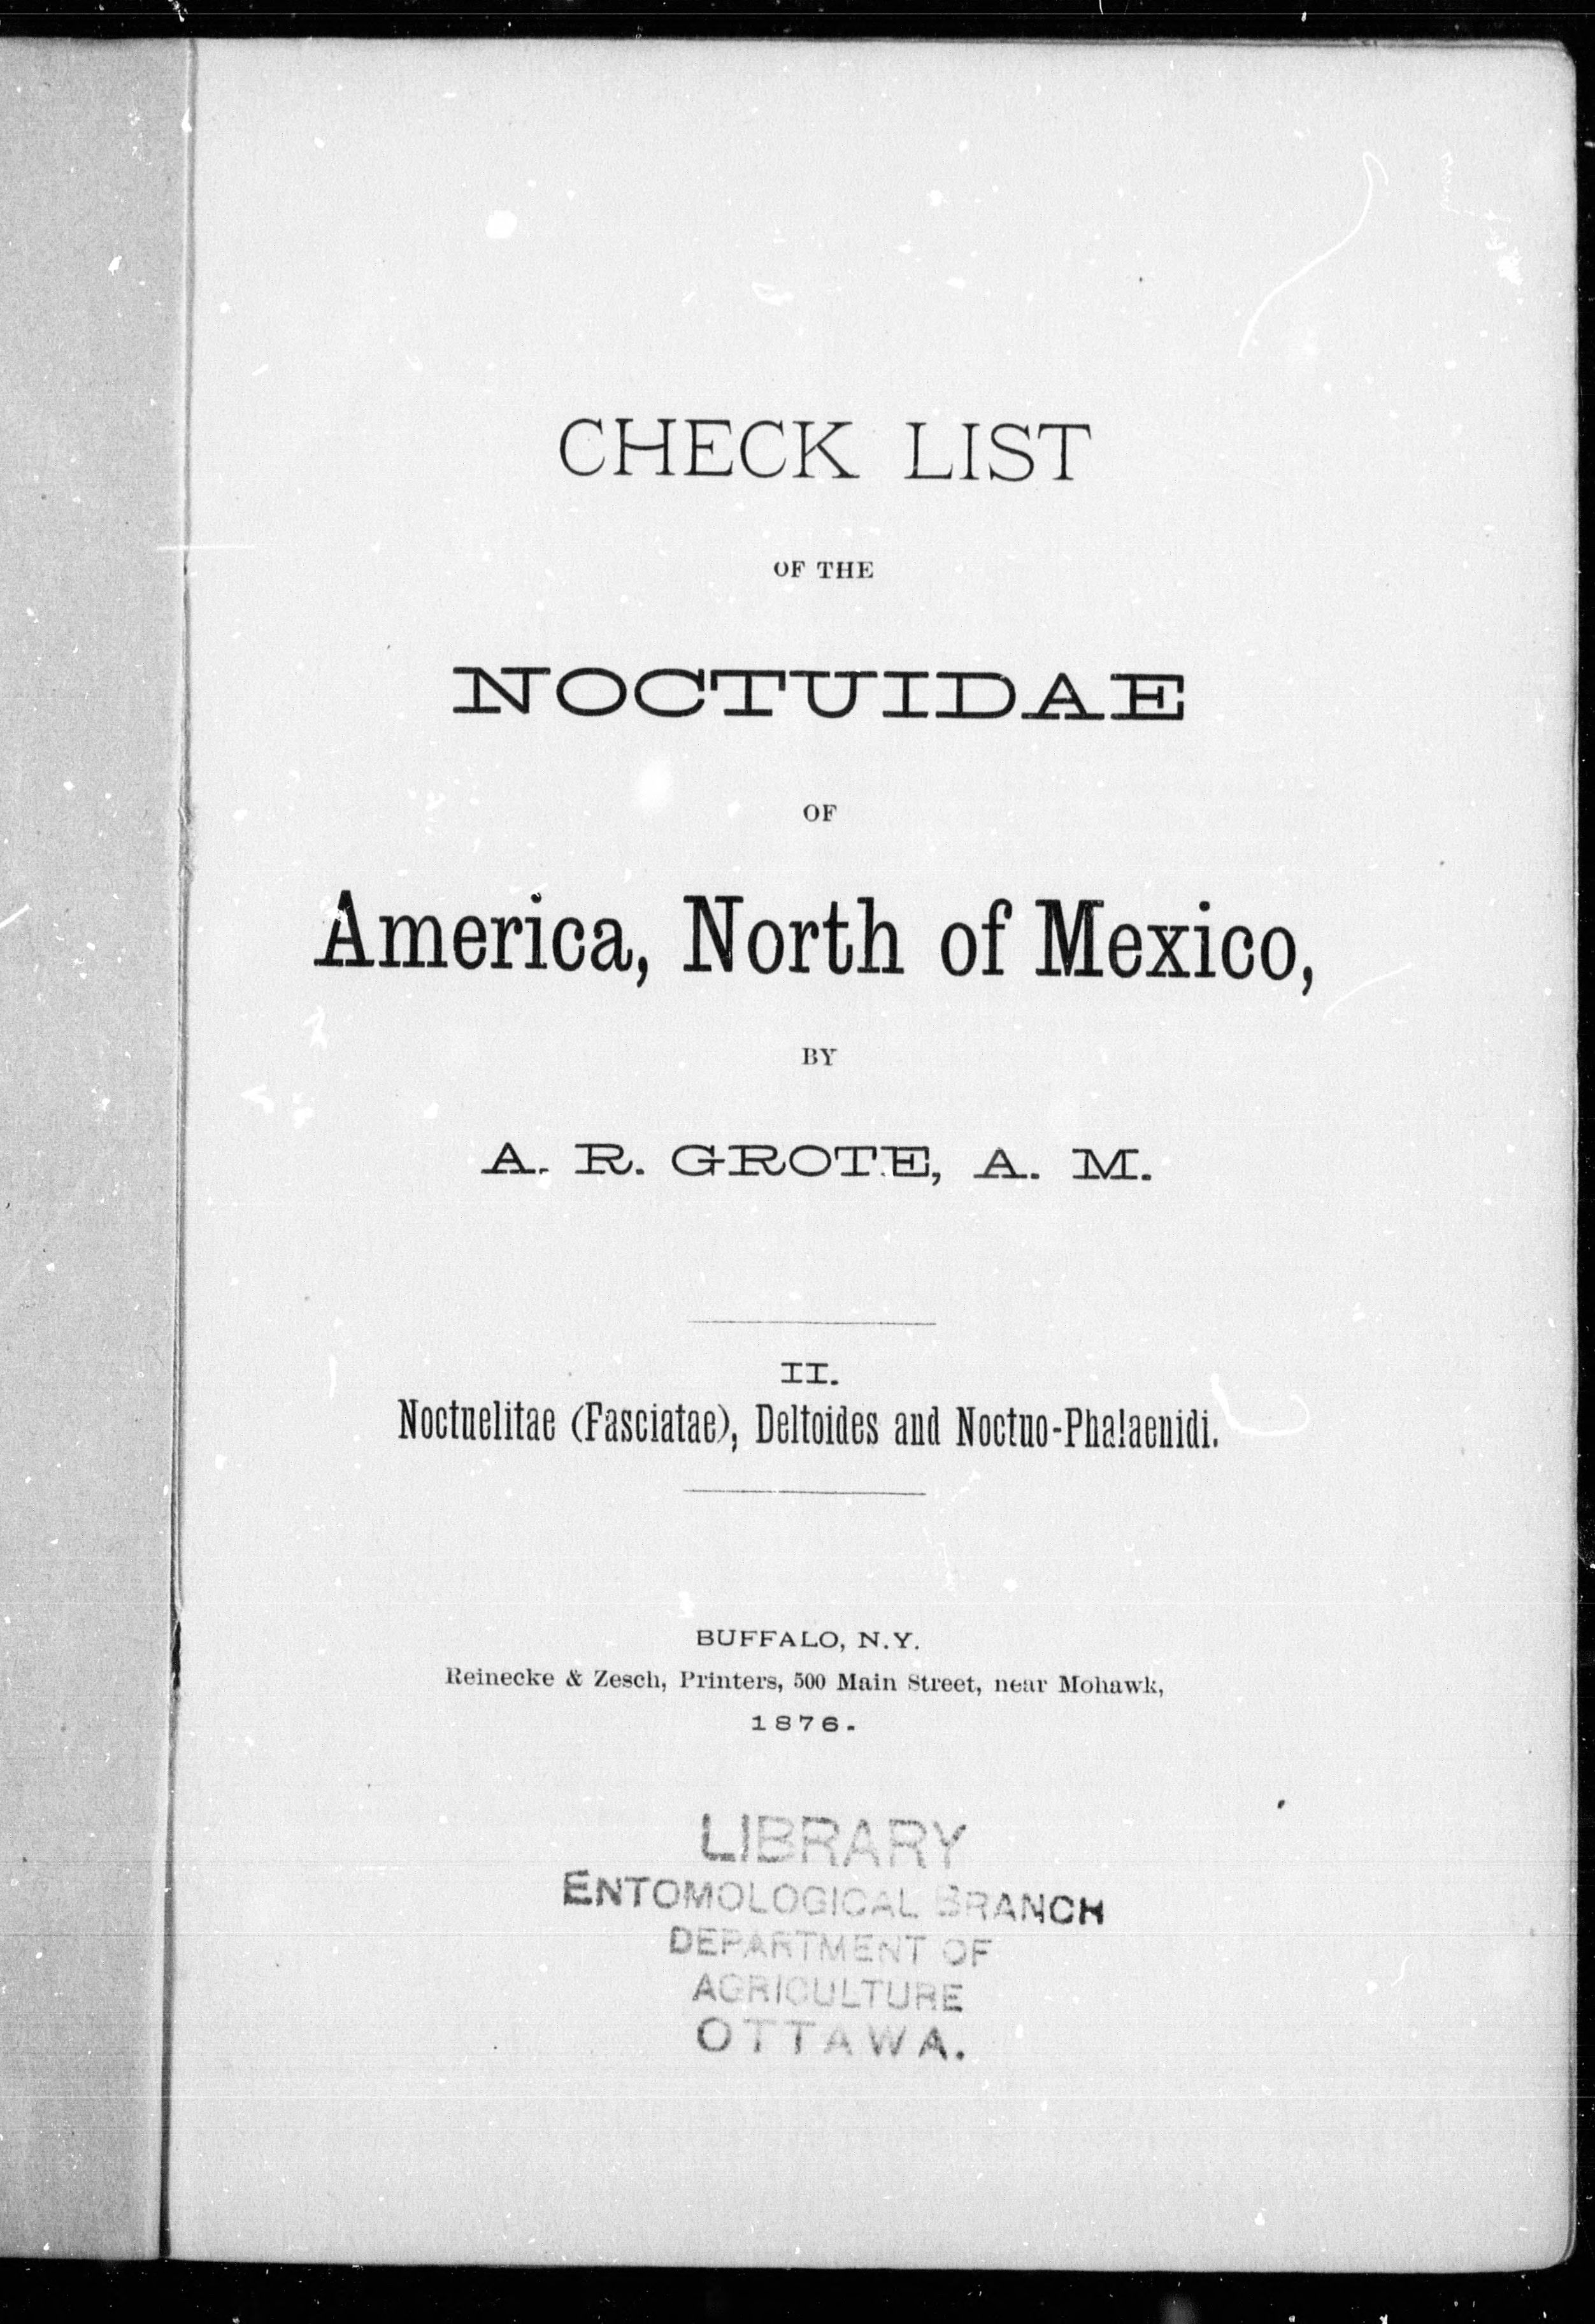 CHECK LIST
OF THE
NOCTUIDAE
OF
America, North of Mexico,
BY
A. R. GROTE, A. M.
II.
Noctuelitae (Fasciatae), Deltoides and Noctuo-Phalaenidi.
BUFFALO, N.Y.
Reinecke & Zesch, Printers, 500 Main Street, near Mohawk,
1876.
LIBRARY
ENTOMOLOGICAL BRANCH
DEPARTMENT OF
AGRICULTURE
OTTAWA.